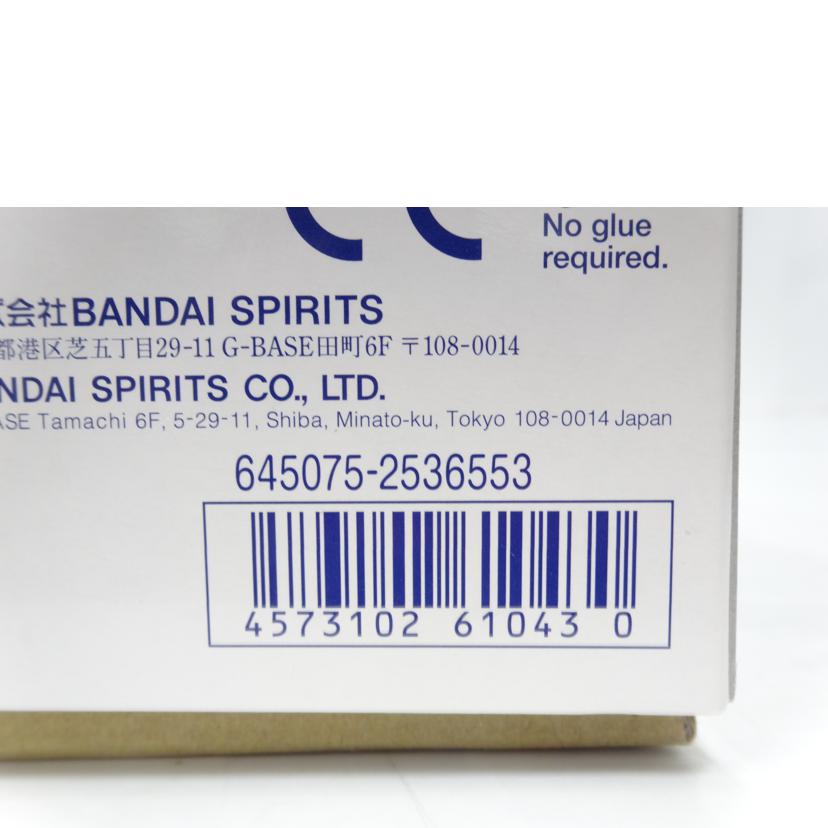 CE
No glue
required.
会社BANDAI SPIRITS
都港区芝五丁目29-11 G-BASE田町6F 〒108-0014
NDAI SPIRITS CO., LTD.
ASE Tamachi 6F, 5-29-11, Shiba, Minato-ku, Tokyo 108-0014 Japan
645075-2536553
4573102 61043 0